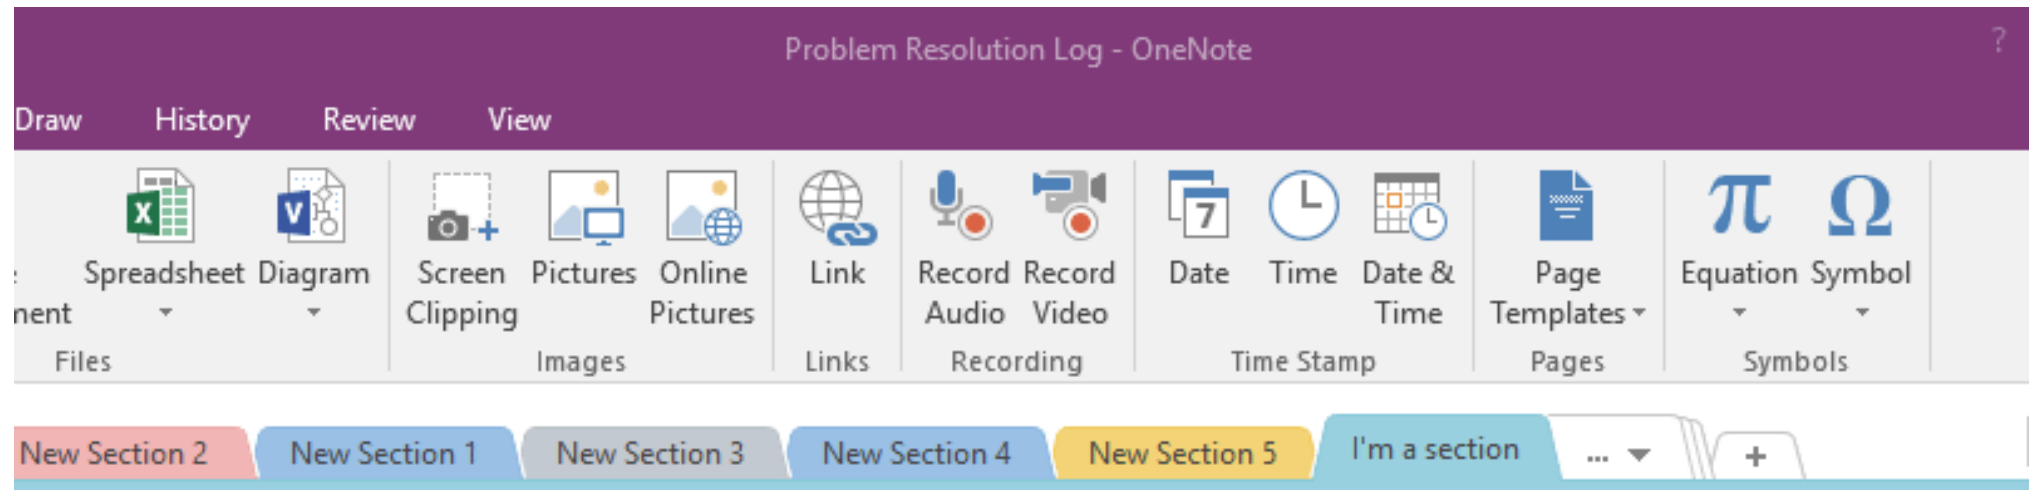 Problem Resolution Log - OneNote
?
Draw History Review View
Spreadsheet Diagram Screen Clipping Pictures Online Pictures Link Record Audio Record Video Date Time Date & Time Page Templates Equation Symbol
Files Images Links Recording Time Stamp Pages Symbols
New Section 2 New Section 1 New Section 3 New Section 4 New Section 5 I'm a section ... +